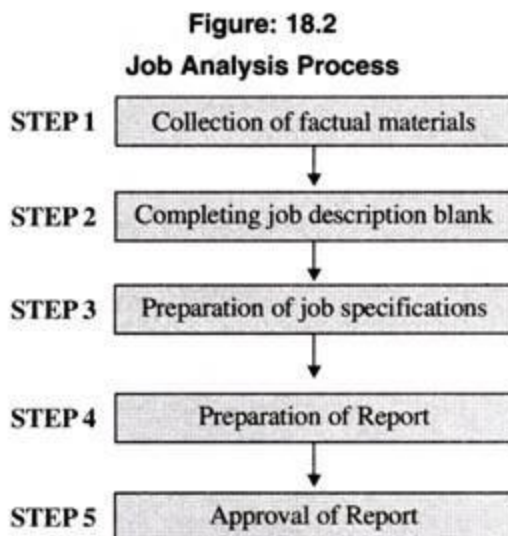 Figure: 18.2
Job Analysis Process
STEP 1 Collection of factual materials
STEP 2 Completing job description blank
STEP 3 Preparation of job specifications
STEP 4 Preparation of Report
STEP 5 Approval of Report